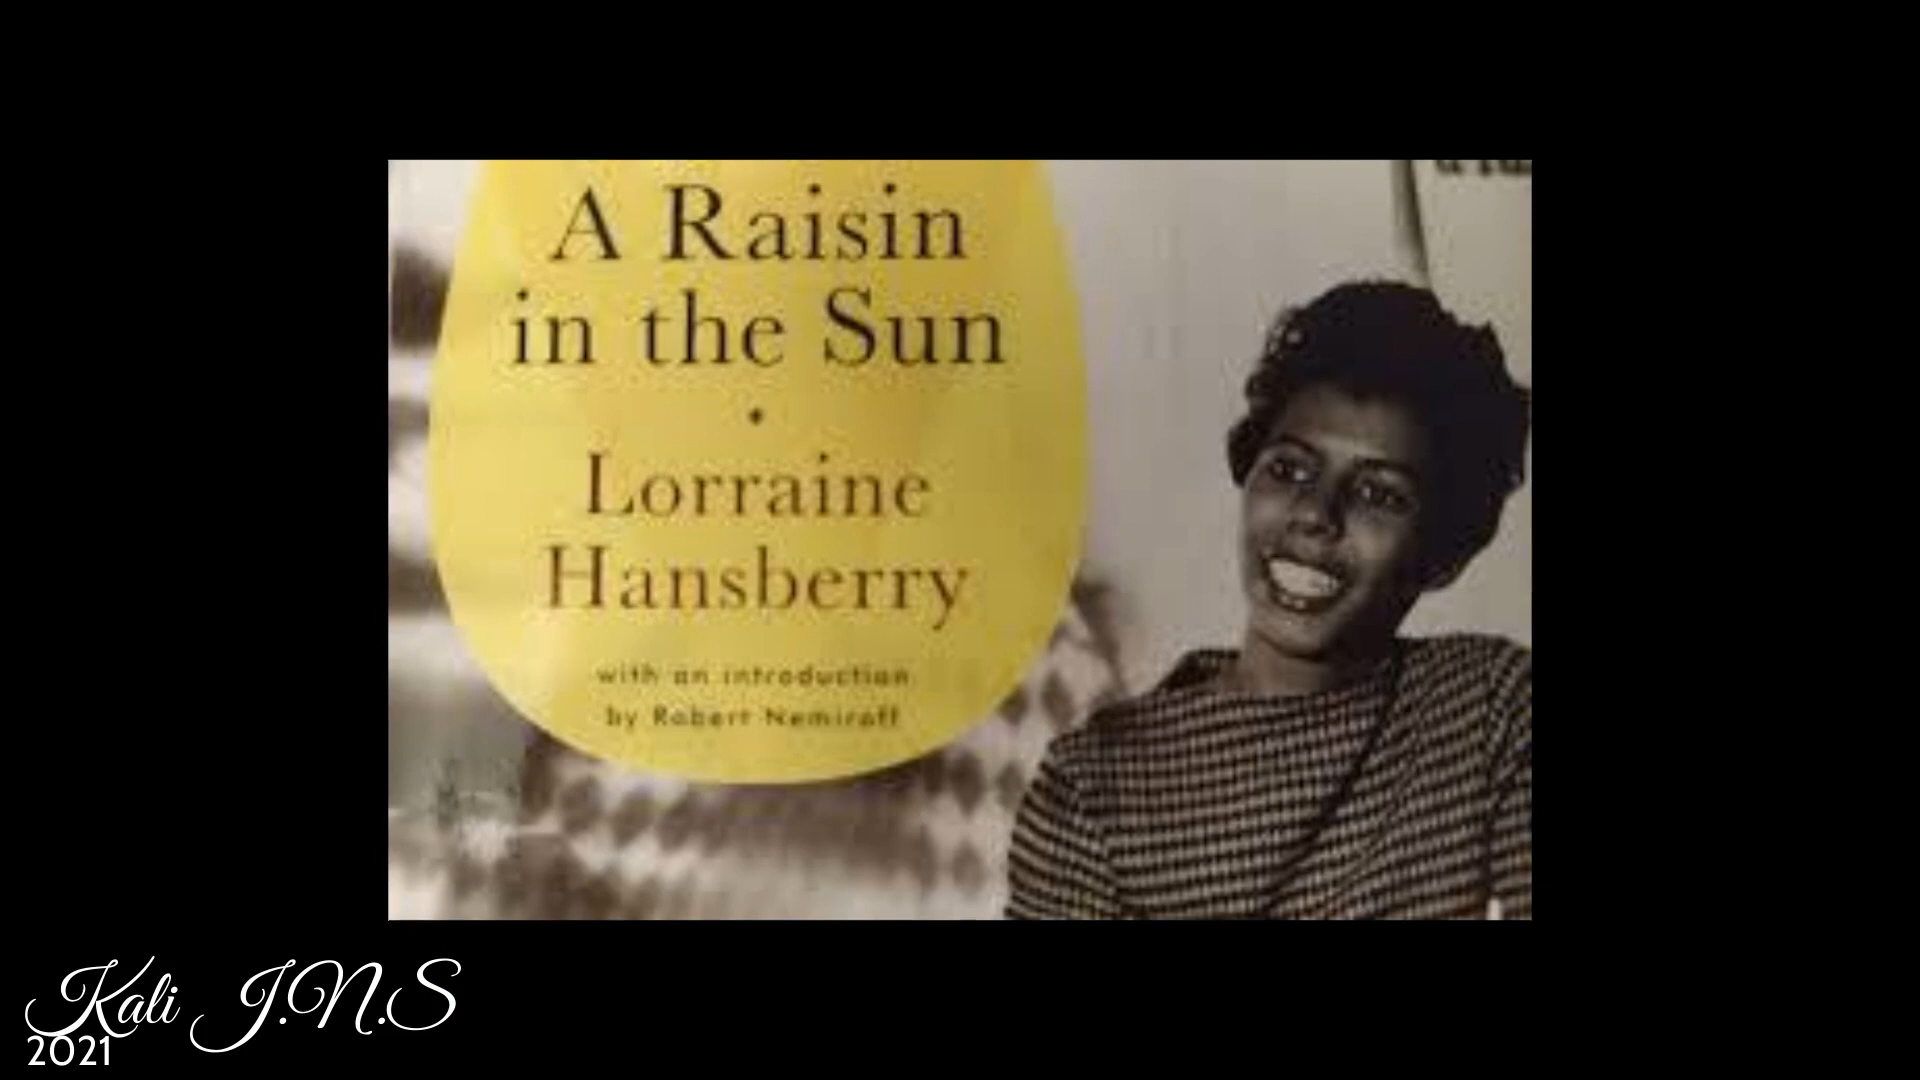 A Raisin
in the Sun
•
Lorraine
Hansberry
with an introduction
by Robert Nemiroff
Kali J.N.S
2021